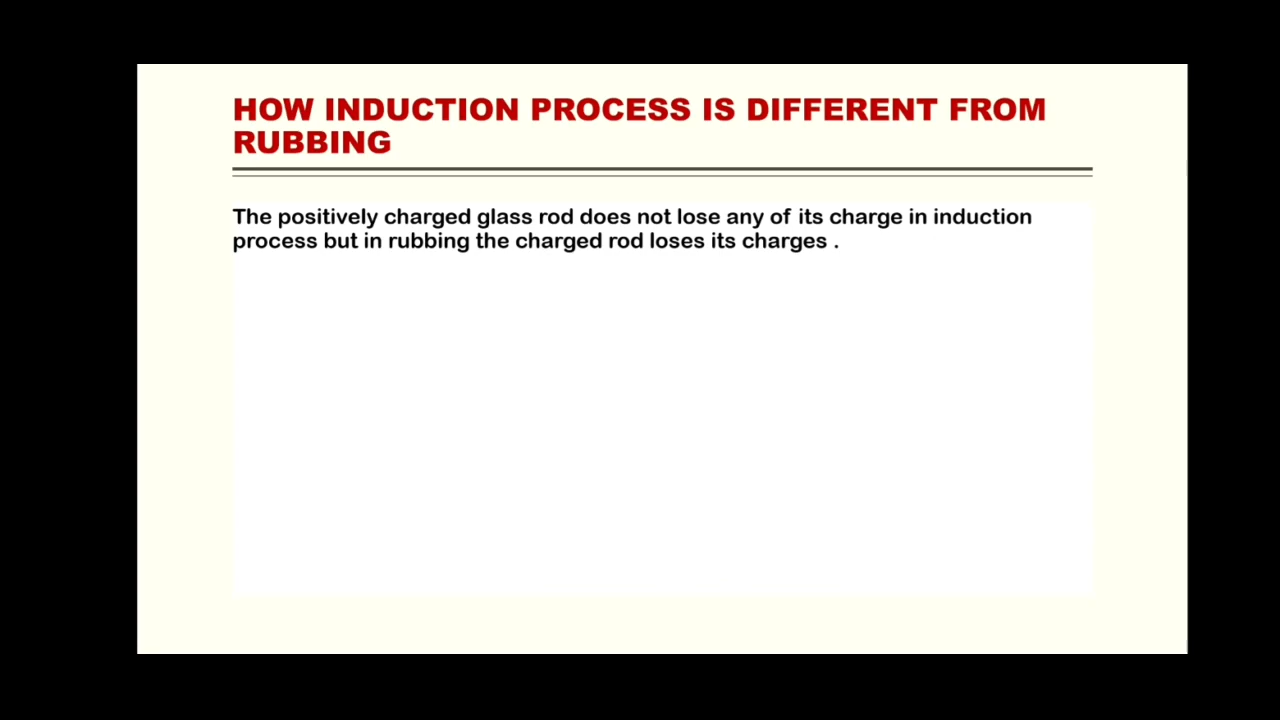 HOW INDUCTION PROCESS IS DIFFERENT FROM
RUBBING
The positively charged glass rod does not lose any of its charge in induction
process but in rubbing the charged rod loses its charges .